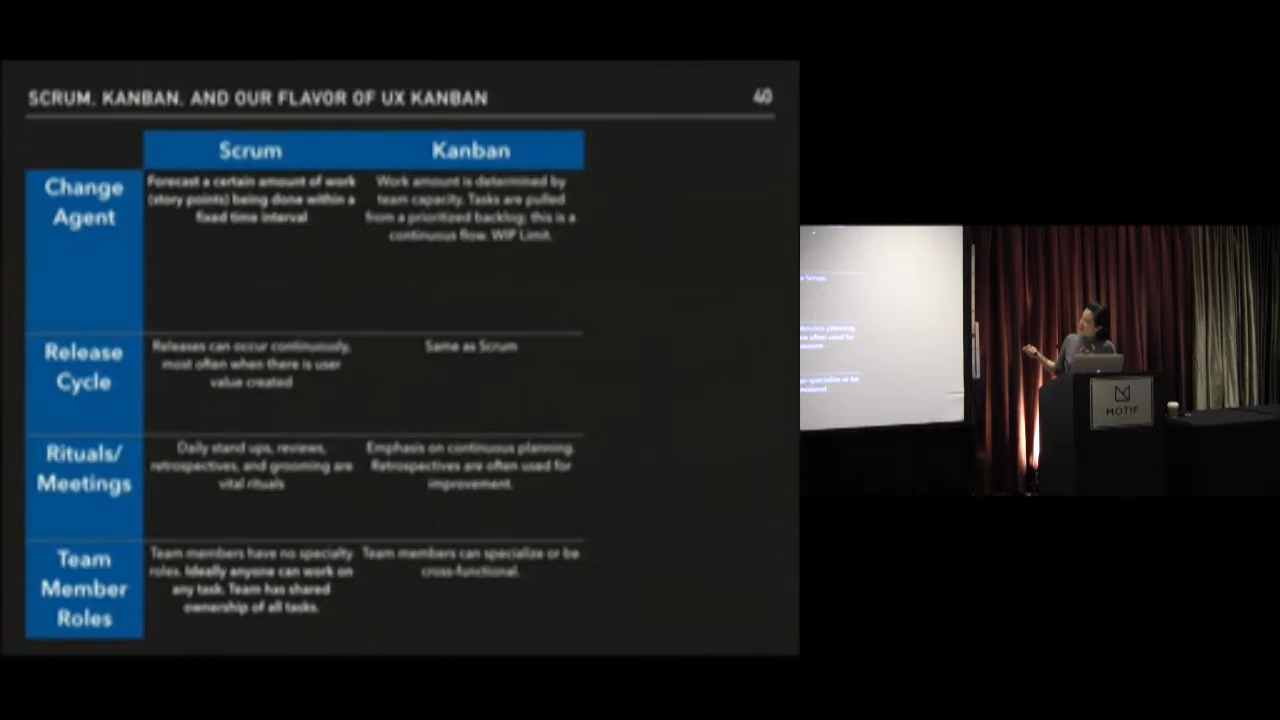 SCRUM, KANBAN, AND OUR FLAVOR OF UX KANBAN
40
Scrum
Kanban
Change
Agent
Forecast a certain amount of work
(story points) being done within a
fixed time interval
Work amount is determined by
team capacity. Tasks are pulled
from a prioritized backlog; this is a
continuous flow. WIP Limit.
Release
Cycle
Releases can occur continuously,
most often when there is user
value created
Same as Scrum
Rituals/
Meetings
Daily stand ups, reviews,
retrospectives, and grooming are
vital rituals
Emphasis on continuous planning.
Retrospectives are often used for
improvement.
Team
Member
Roles
Team members have no specialty
roles. Ideally anyone can work on
any task. Team has shared
ownership of all tasks.
Team members can specialize or be
cross-functional.
MOTIF